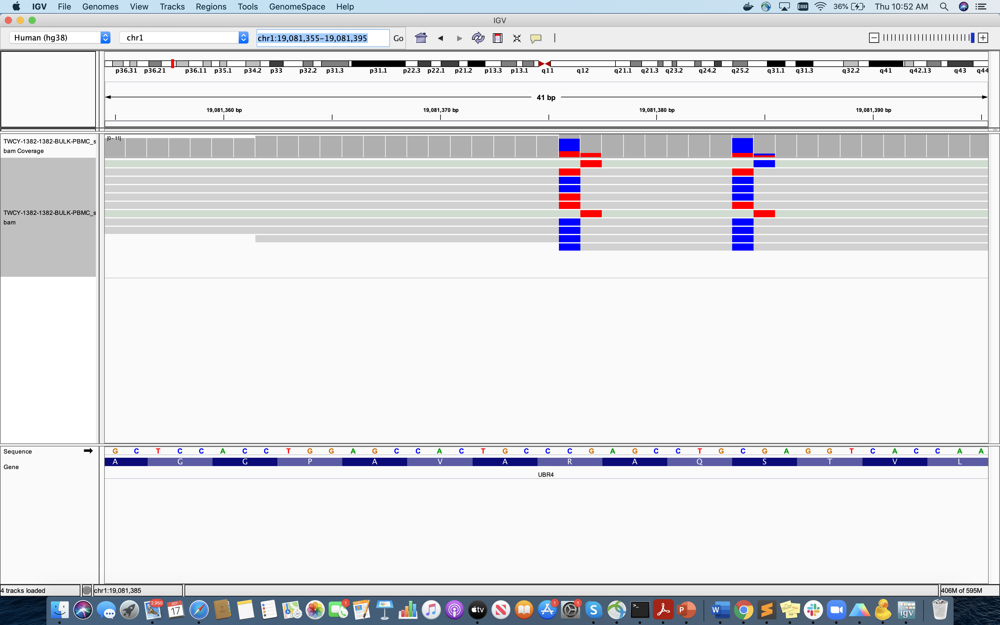 IGV File Genomes View Tracks Regions Tools GenomeSpace Help 36% Thu 10:52 AM
IGV
Human (hg38) chr1 chr1:19,081,355-19,081,395 Go
p36.31 p36.21 p36.11 p35.1 p34.2 p33 p32.2 p31.3 p31.1 p22.3 p22.1 p21.2 p13.3 p13.1 q11 q12 q21.1 q21.3 q23.2 q24.2 q25.2 q31.1 q31.3 q32.2 q41 q42.13 q43 q44
41 bp
19,081,360 bp 19,081,370 bp 19,081,380 bp 19,081,390 bp
[0 - 11]
TWCY-1382-1382-BULK-PBMC_s
bam Coverage
TWCY-1382-1382-BULK-PBMC_s
bam
Sequence G C T C C A C C T G G A G C C A C T G C C C G A G C C T G C G A G G T C A C C A A
A G G P A V A R A Q S T V L
Gene
UBR4
4 tracks loaded chr1:19,081,385 406M of 595M
2,950 SEP 17 1 tv 1 1 S >_ P W igv